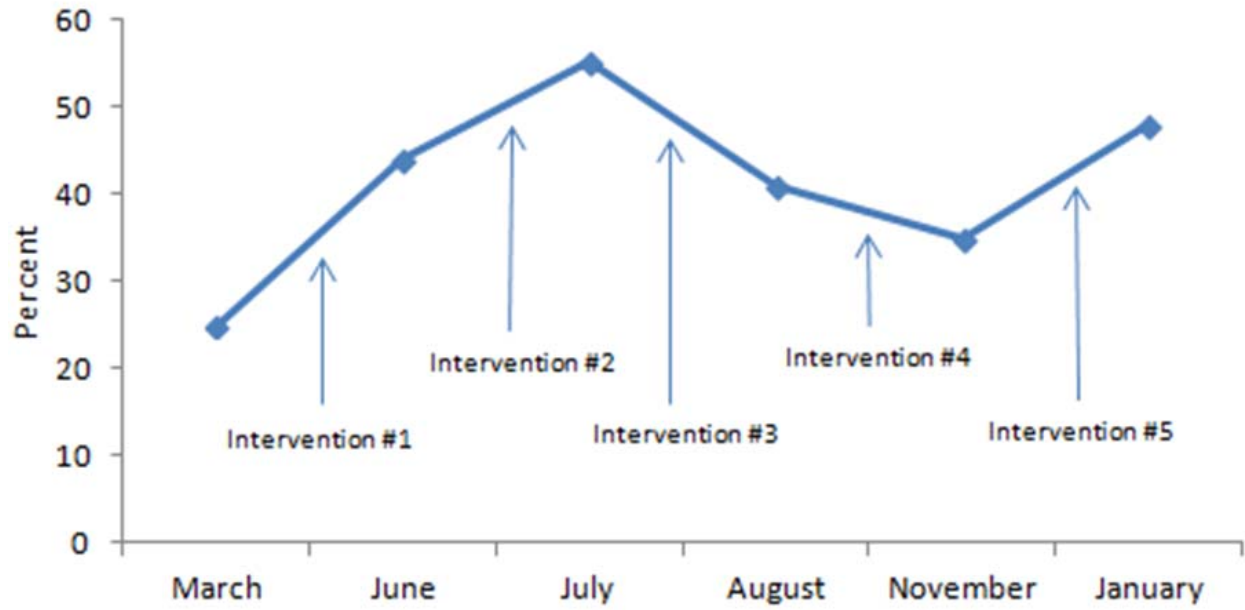 60
50
40
30
20
10
0
Percent
Intervention #1
Intervention #2
Intervention #3
Intervention #4
Intervention #5
March June July August November January